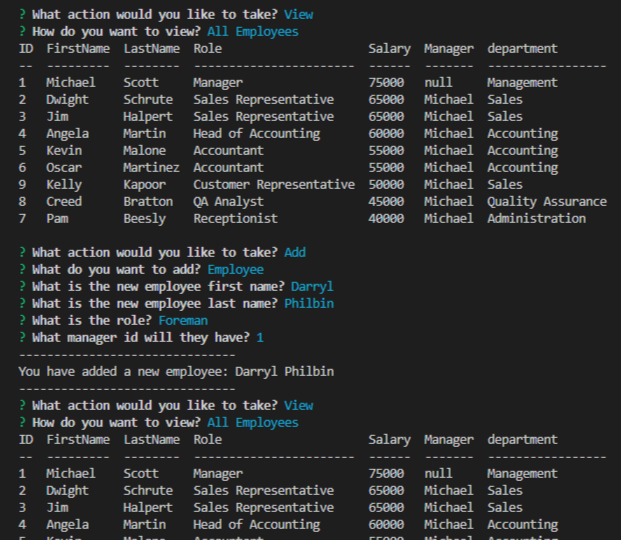 ? What action would you like to take? View
? How do you want to view? All Employees
ID  FirstName  LastName  Role                     Salary  Manager  department
--  ---------  --------  -----------------------  ------  -------  -----------------
1   Michael    Scott     Manager                  75000   null     Management
2   Dwight     Schrute   Sales Representative     65000   Michael  Sales
3   Jim        Halpert   Sales Representative     65000   Michael  Sales
4   Angela     Martin    Head of Accounting       60000   Michael  Accounting
5   Kevin      Malone    Accountant               55000   Michael  Accounting
6   Oscar      Martinez  Accountant               55000   Michael  Accounting
9   Kelly      Kapoor    Customer Representative  50000   Michael  Sales
8   Creed      Bratton   QA Analyst               45000   Michael  Quality Assurance
7   Pam        Beesly    Receptionist             40000   Michael  Administration
? What action would you like to take? Add
? What do you want to add? Employee
? What is the new employee first name? Darryl
? What is the new employee last name? Philbin
? What is the role? Foreman
? What manager id will they have? 1
-------------------------------
You have added a new employee: Darryl Philbin
-------------------------------
? What action would you like to take? View
? How do you want to view? All Employees
ID  FirstName  LastName  Role                     Salary  Manager  department
--  ---------  --------  -----------------------  ------  -------  -----------------
1   Michael    Scott     Manager                  75000   null     Management
2   Dwight     Schrute   Sales Representative     65000   Michael  Sales
3   Jim        Halpert   Sales Representative     65000   Michael  Sales
4   Angela     Martin    Head of Accounting       60000   Michael  Accounting
5   Kevin      Malone    Accountant               55000   Michael  Accounting